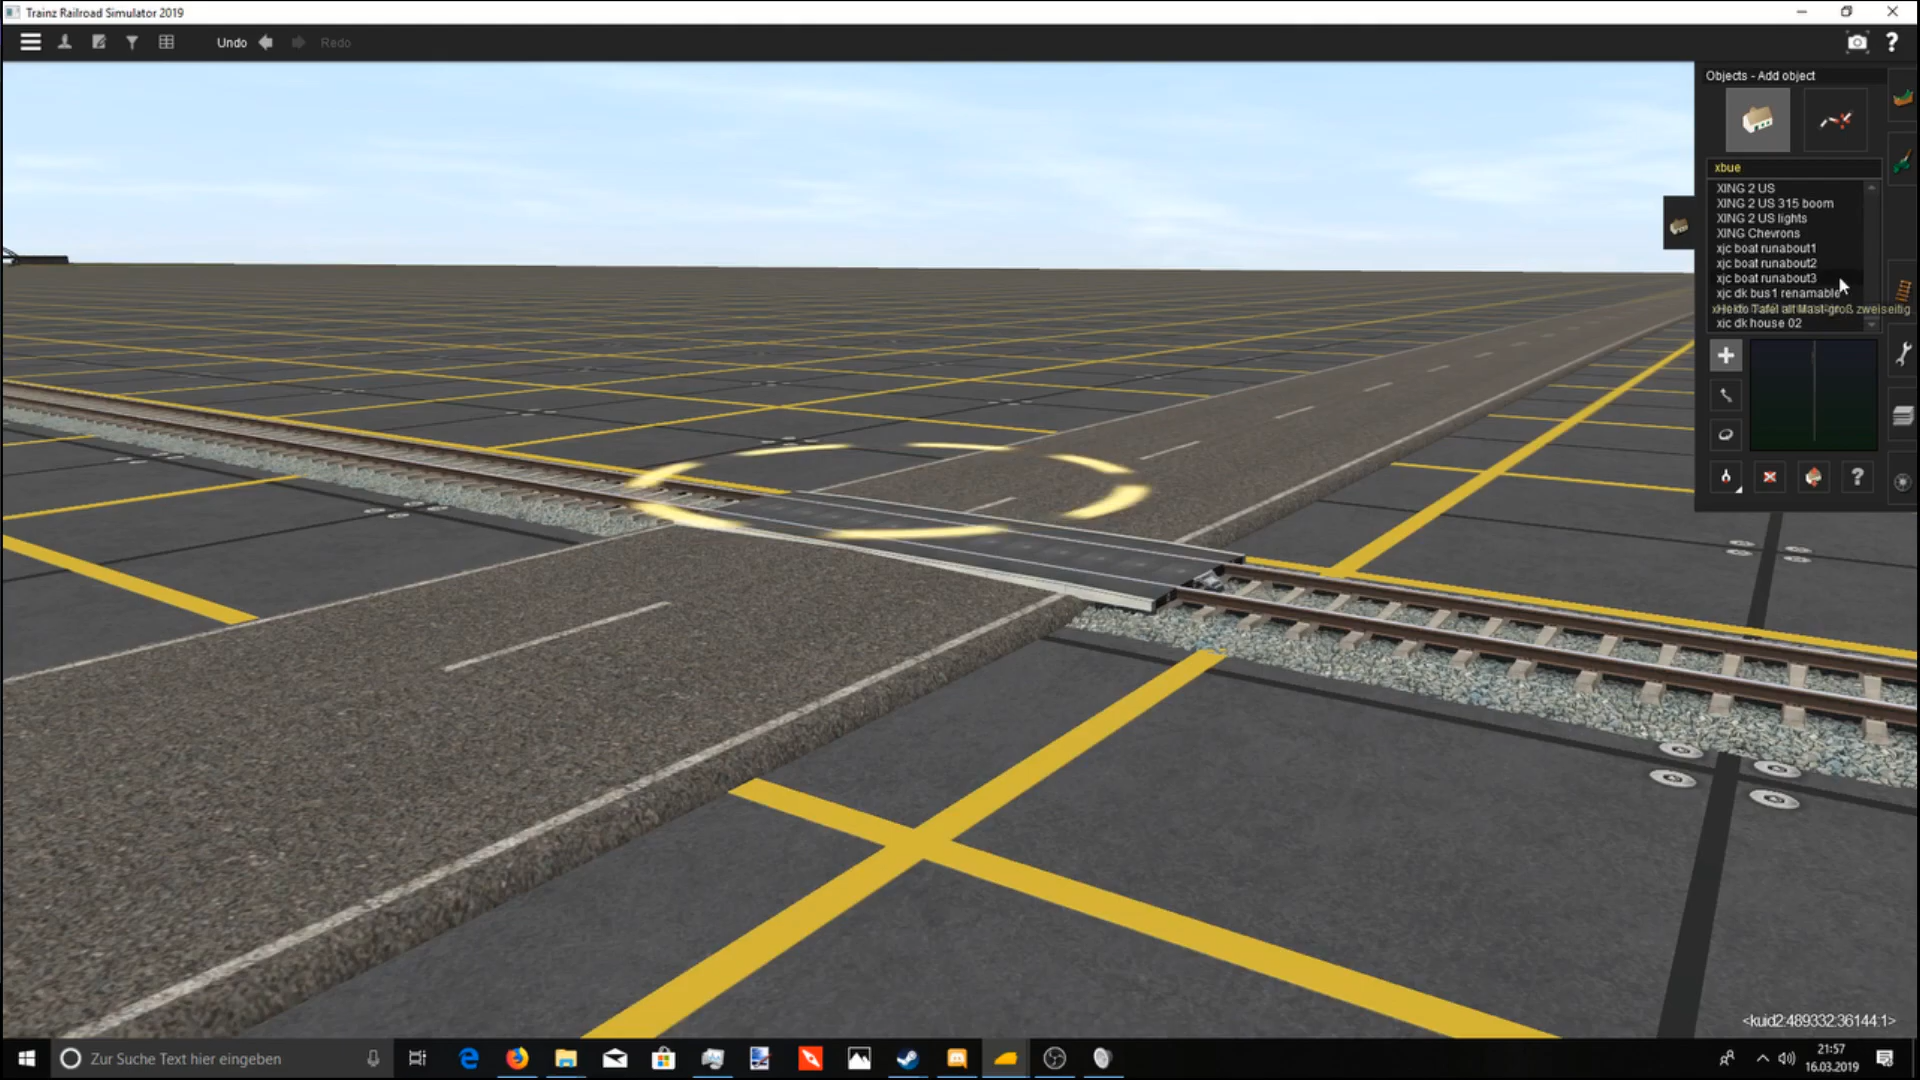 Trainz Railroad Simulator 2019
Undo
Redo
Objects - Add object
xbue
XING 2 US
XING 2 US 315 boom
XING 2 US lights
XING Chevrons
xjc boat runabout1
xjc boat runabout2
xjc boat runabout3
xjc dk bus1 renamable
xHekto Tafel alt Mast-groß zweiseitig
xjc dk house 02
<kuid2:489332:36144:1>
Zur Suche Text hier eingeben
21:57
16.03.2019